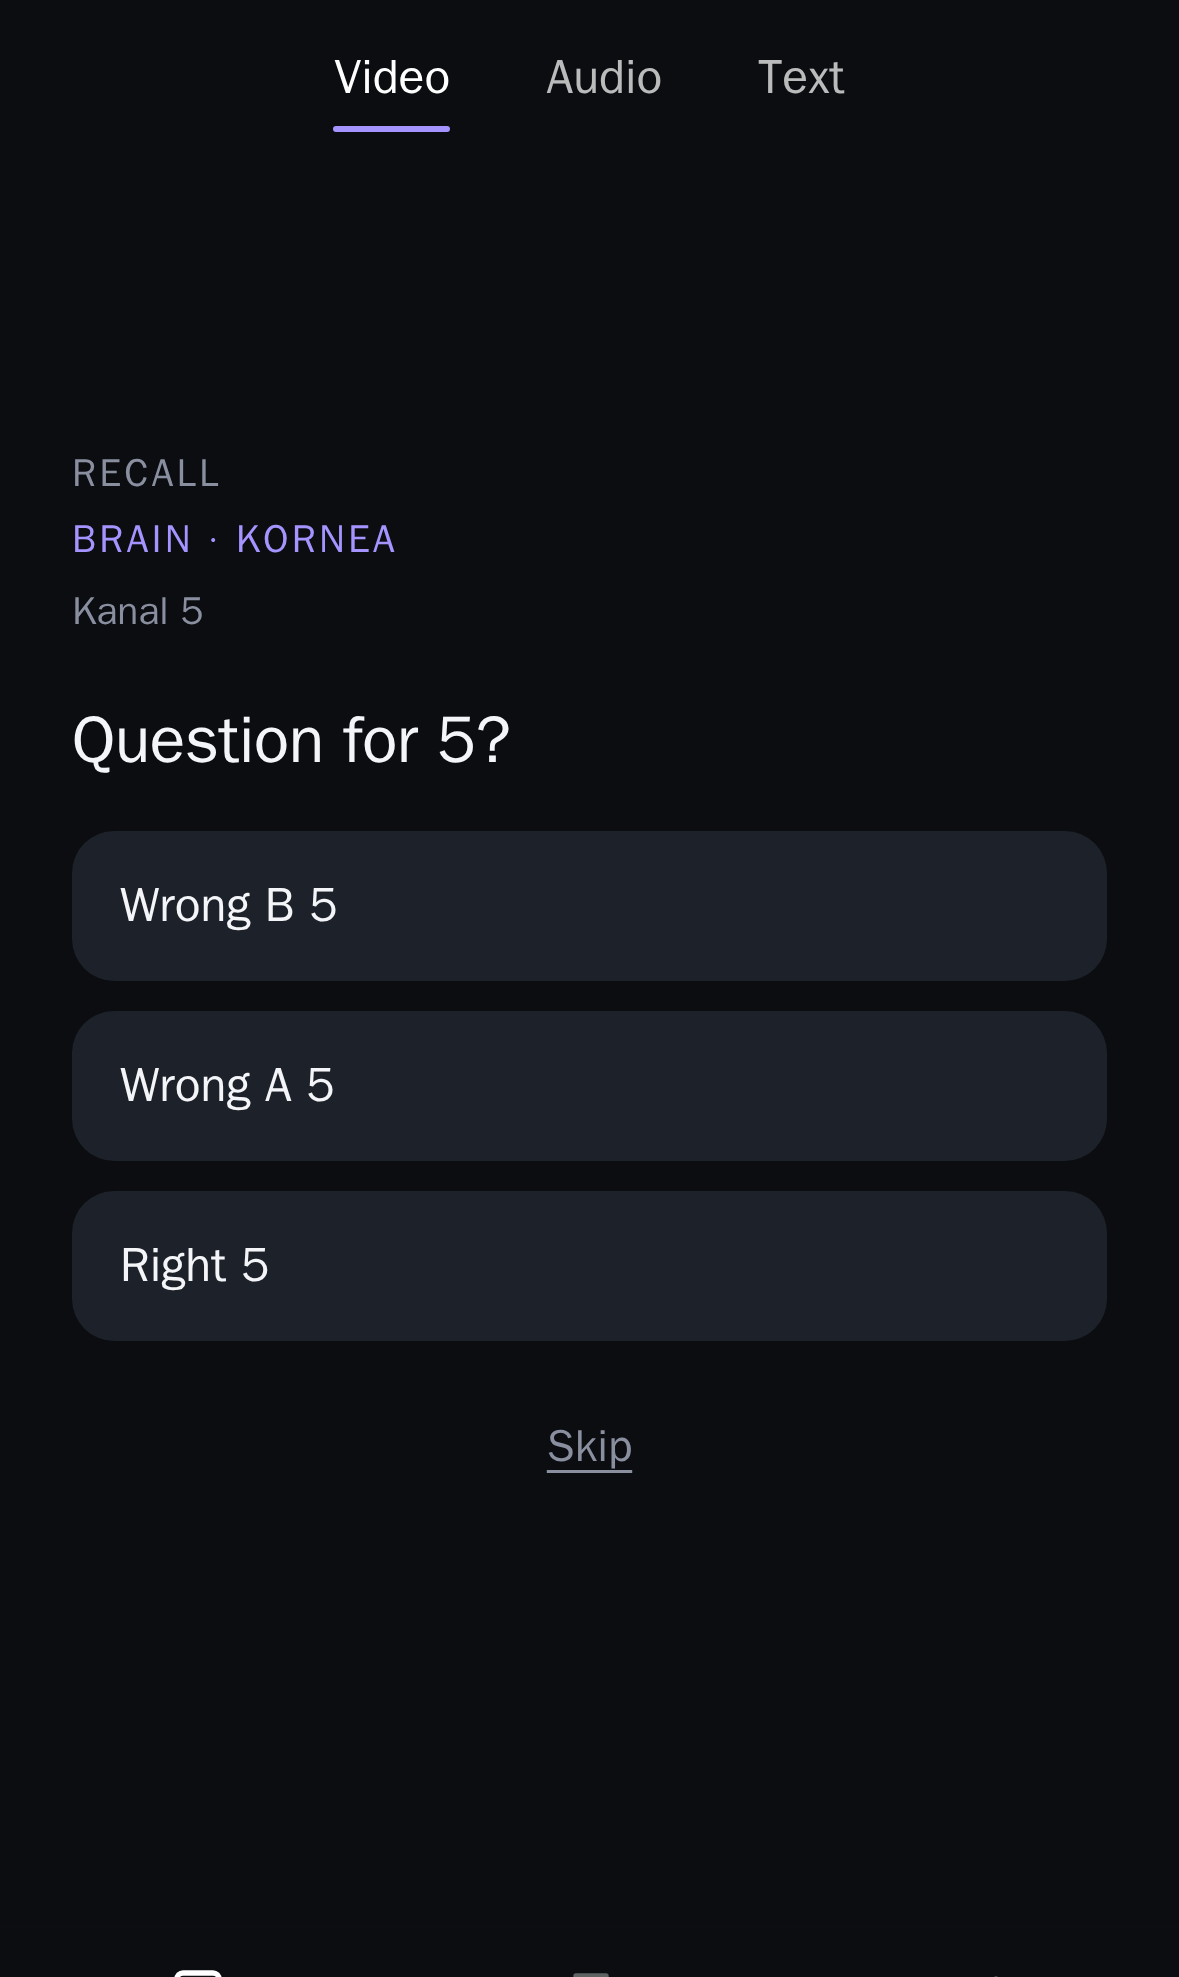 Video Audio Text
RECALL
BRAIN · KORNEA
Kanal 5
Question for 5?
Wrong B 5
Wrong A 5
Right 5
Skip